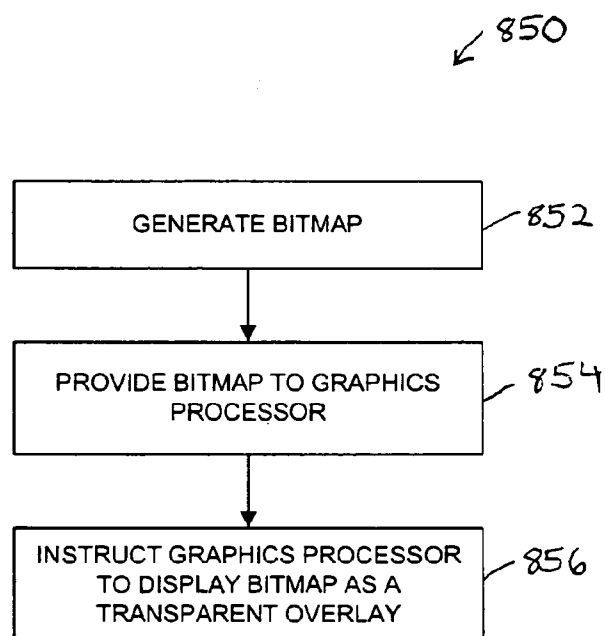 850
GENERATE BITMAP
852
PROVIDE BITMAP TO GRAPHICS
PROCESSOR
854
INSTRUCT GRAPHICS PROCESSOR
TO DISPLAY BITMAP AS A
TRANSPARENT OVERLAY
856